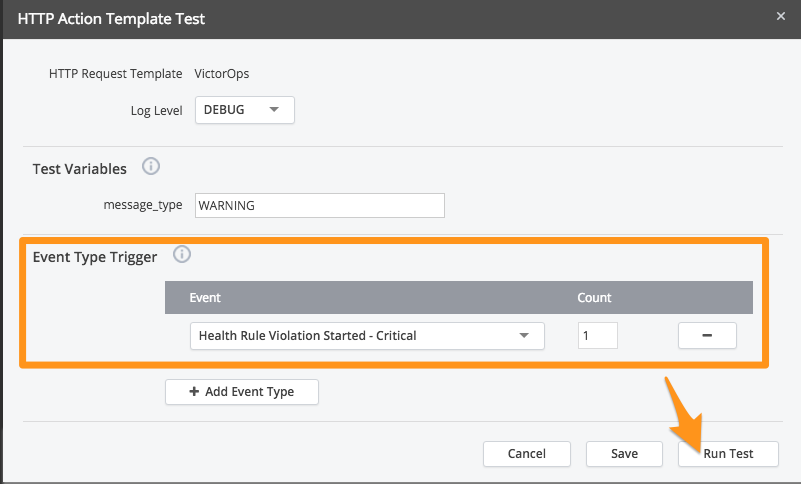 HTTP Action Template Test ×
HTTP Request Template VictorOps
Log Level DEBUG
Test Variables i
message_type WARNING
Event Type Trigger i
Event Count
Health Rule Violation Started - Critical 1 −
+ Add Event Type
Cancel Save Run Test